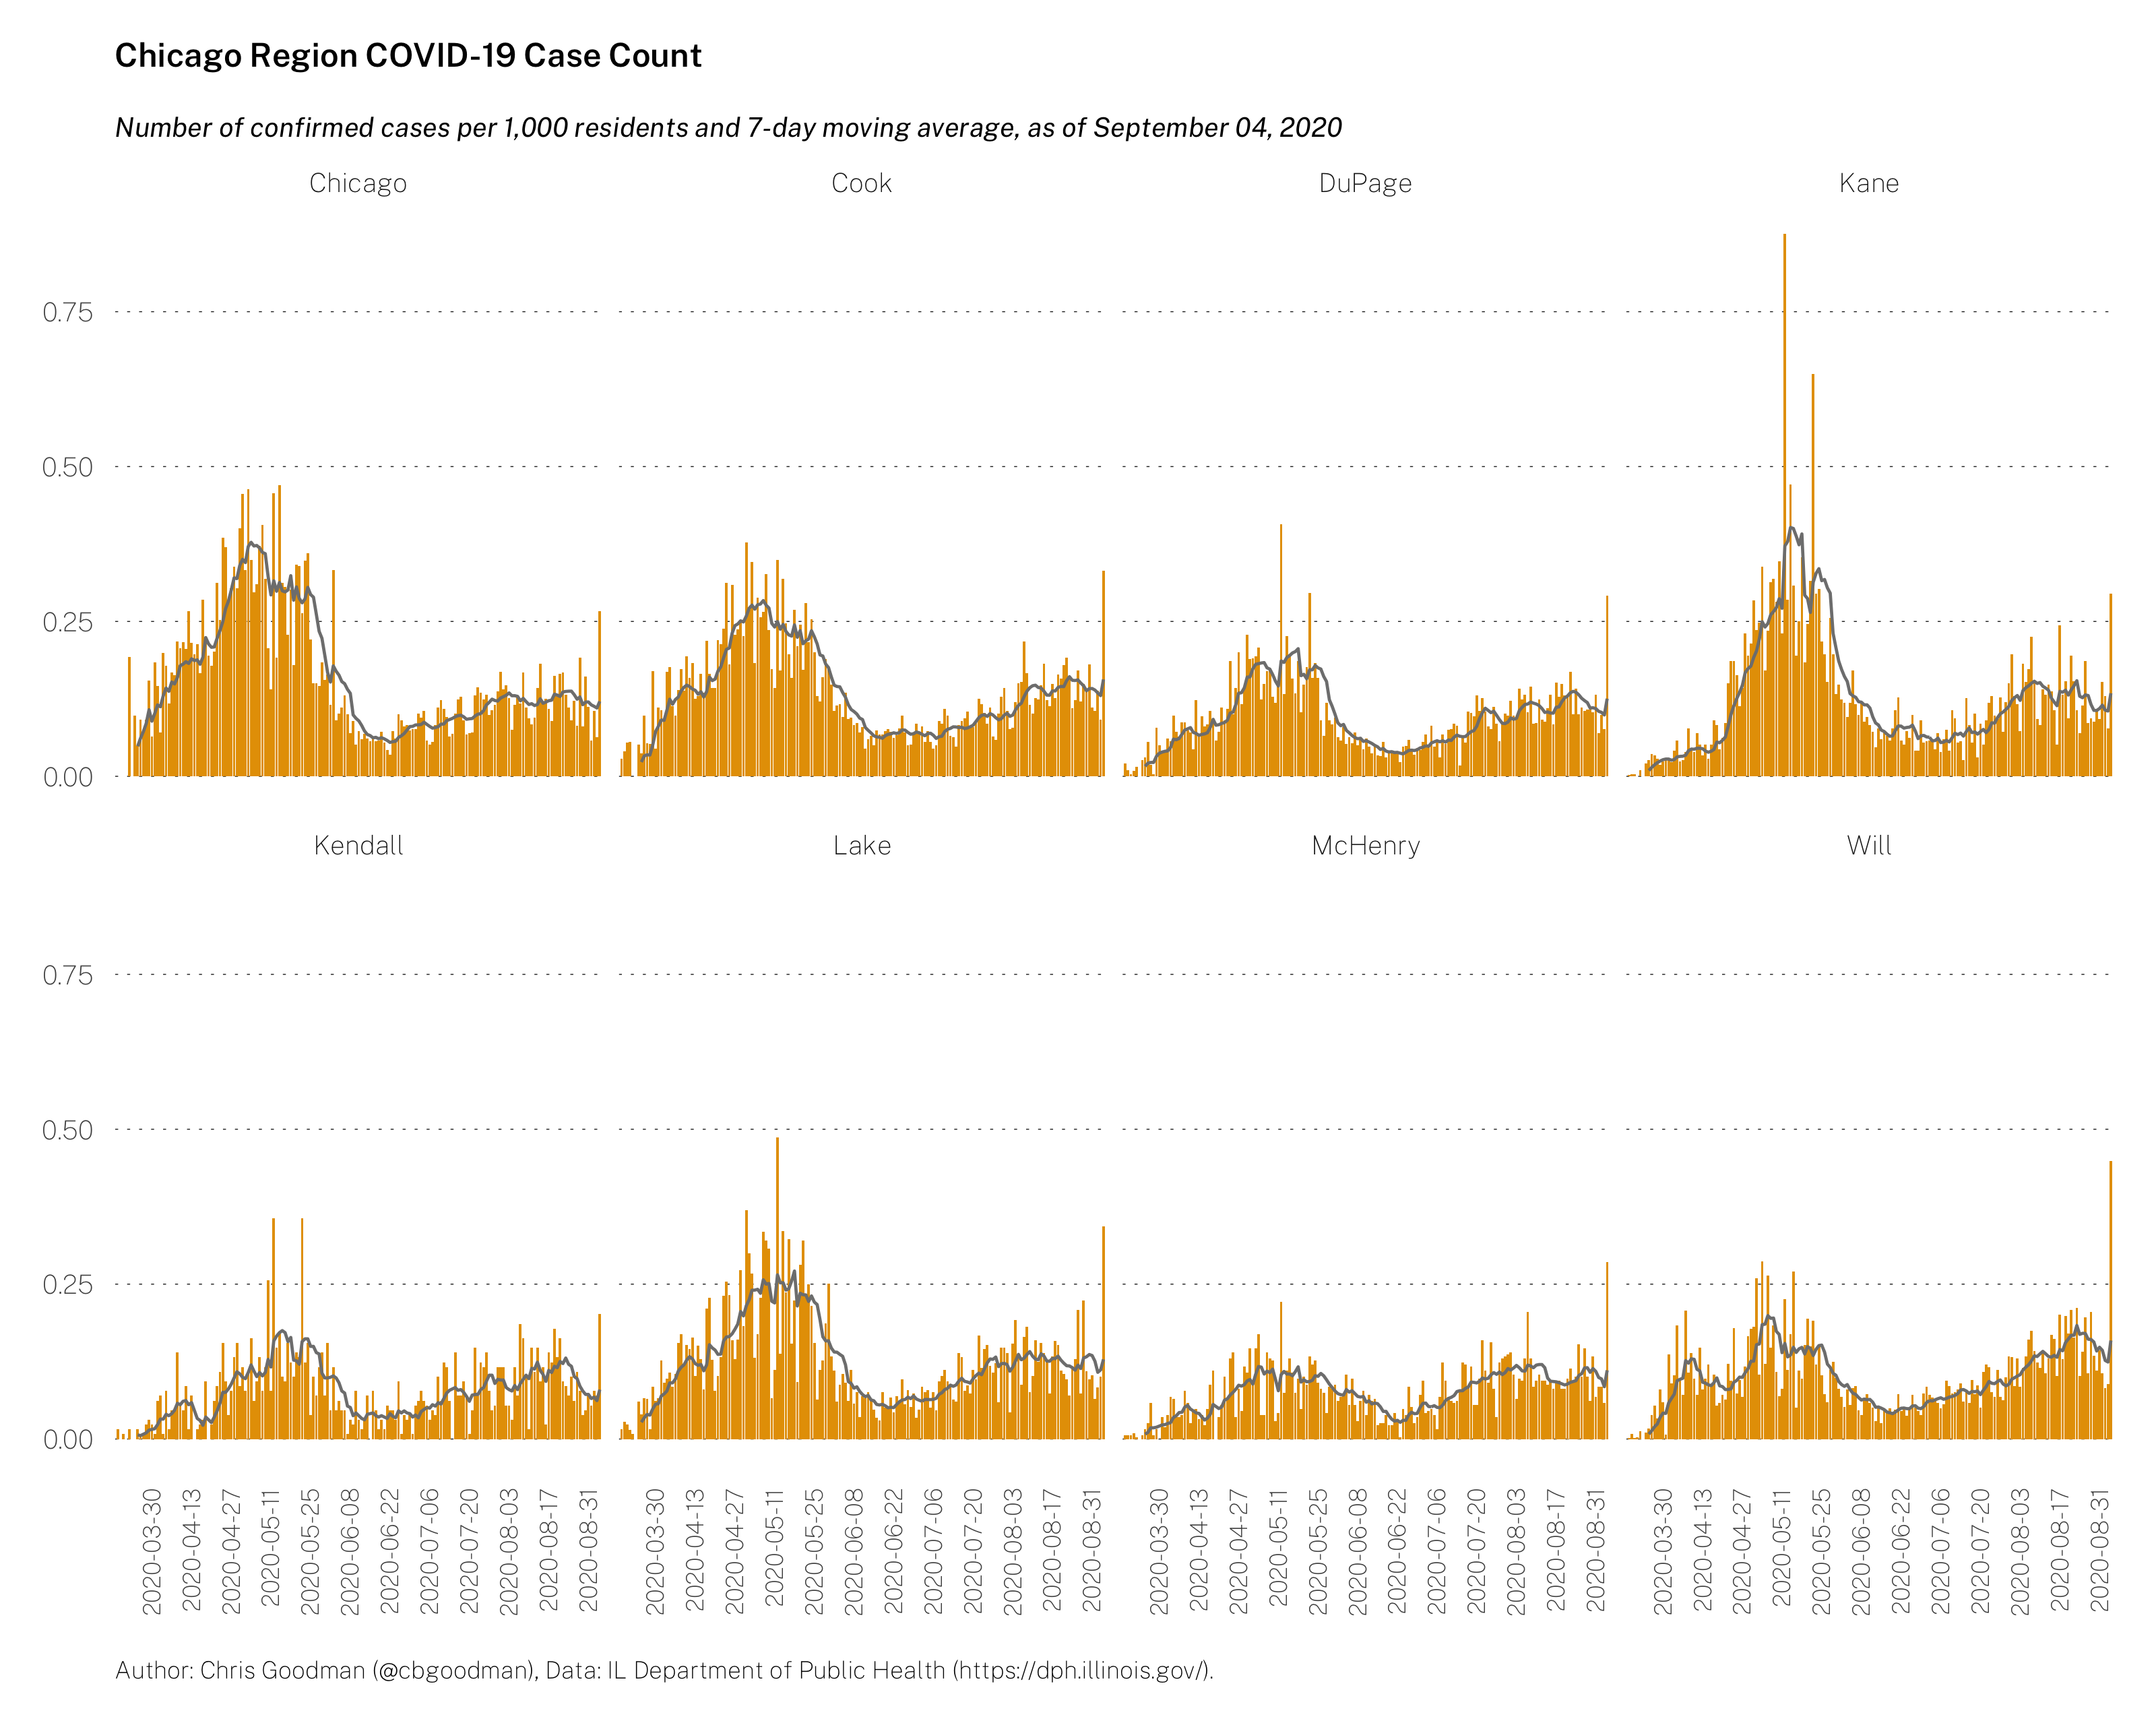 Chicago Region COVID-19 Case Count
Number of confirmed cases per 1,000 residents and 7-day moving average, as of September 04, 2020
Chicago Cook DuPage Kane
0.75
0.50
0.25
0.00
Kendall Lake McHenry Will
0.75
0.50
0.25
0.00
2020-03-30 2020-04-13 2020-04-27 2020-05-11 2020-05-25 2020-06-08 2020-06-22 2020-07-06 2020-07-20 2020-08-03 2020-08-17 2020-08-31 2020-03-30 2020-04-13 2020-04-27 2020-05-11 2020-05-25 2020-06-08 2020-06-22 2020-07-06 2020-07-20 2020-08-03 2020-08-17 2020-08-31 2020-03-30 2020-04-13 2020-04-27 2020-05-11 2020-05-25 2020-06-08 2020-06-22 2020-07-06 2020-07-20 2020-08-03 2020-08-17 2020-08-31 2020-03-30 2020-04-13 2020-04-27 2020-05-11 2020-05-25 2020-06-08 2020-06-22 2020-07-06 2020-07-20 2020-08-03 2020-08-17 2020-08-31
Author: Chris Goodman (@cbgoodman), Data: IL Department of Public Health (https://dph.illinois.gov/).